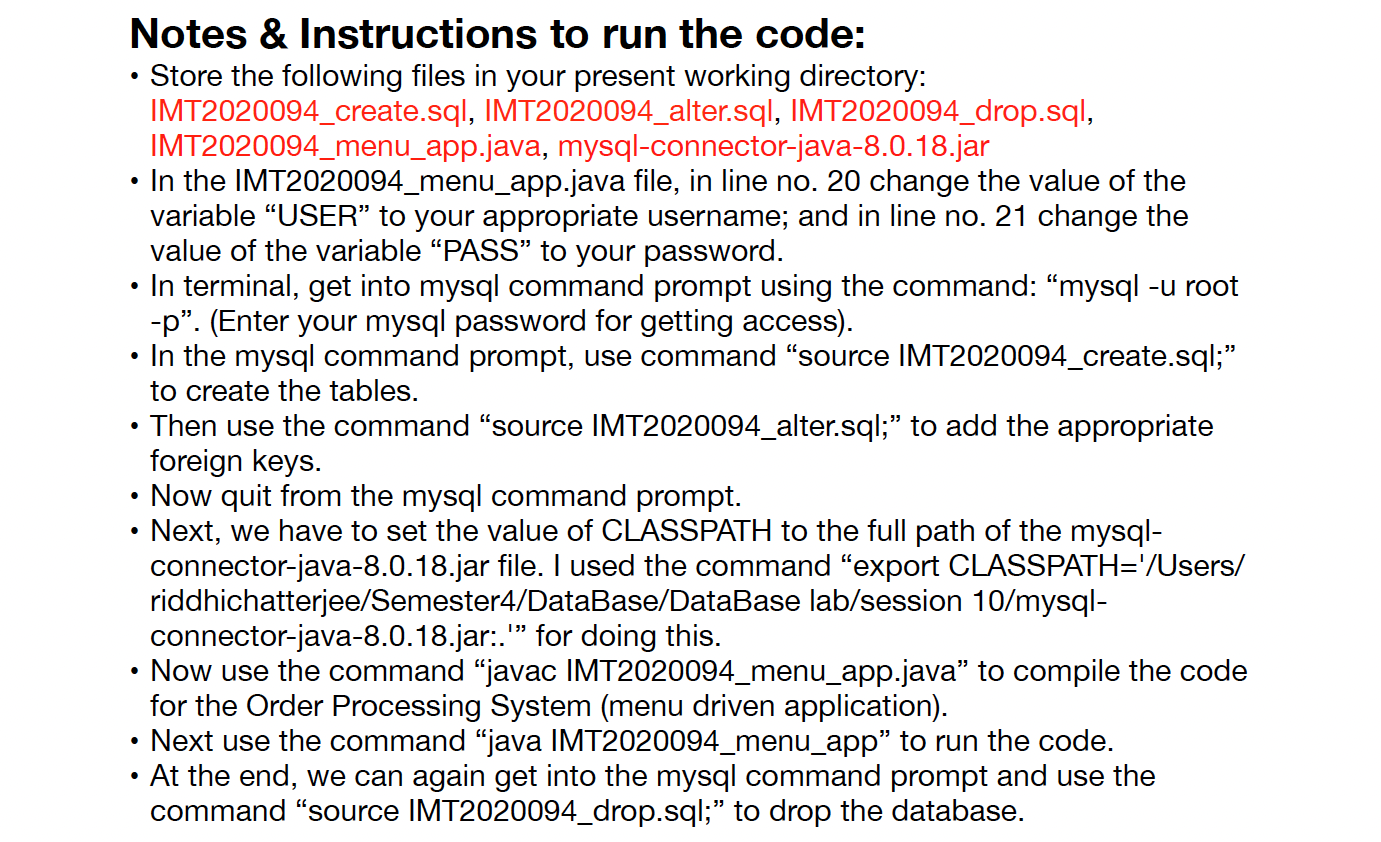 Notes & Instructions to run the code:
• Store the following files in your present working directory:
IMT2020094_create.sql, IMT2020094_alter.sql, IMT2020094_drop.sql,
IMT2020094_menu_app.java, mysql-connector-java-8.0.18.jar
• In the IMT2020094_menu_app.java file, in line no. 20 change the value of the
variable “USER” to your appropriate username; and in line no. 21 change the
value of the variable “PASS” to your password.
• In terminal, get into mysql command prompt using the command: “mysql -u root
-p”. (Enter your mysql password for getting access).
• In the mysql command prompt, use command “source IMT2020094_create.sql;”
to create the tables.
• Then use the command “source IMT2020094_alter.sql;” to add the appropriate
foreign keys.
• Now quit from the mysql command prompt.
• Next, we have to set the value of CLASSPATH to the full path of the mysql-
connector-java-8.0.18.jar file. I used the command “export CLASSPATH='/Users/
riddhichatterjee/Semester4/DataBase/DataBase lab/session 10/mysql-
connector-java-8.0.18.jar:.'” for doing this.
• Now use the command “javac IMT2020094_menu_app.java” to compile the code
for the Order Processing System (menu driven application).
• Next use the command “java IMT2020094_menu_app” to run the code.
• At the end, we can again get into the mysql command prompt and use the
command “source IMT2020094_drop.sql;” to drop the database.